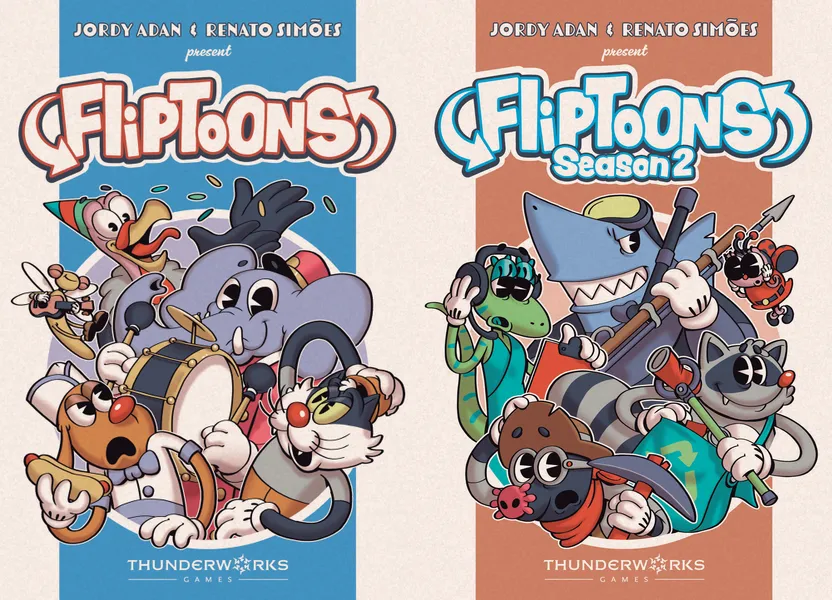 JORDY ADAN & RENATO SIMÕES
present
FLiPTOONS
THUNDERWORKS
GAMES
JORDY ADAN & RENATO SIMÕES
present
FLiPTOONS
Season 2
THUNDERWORKS
GAMES